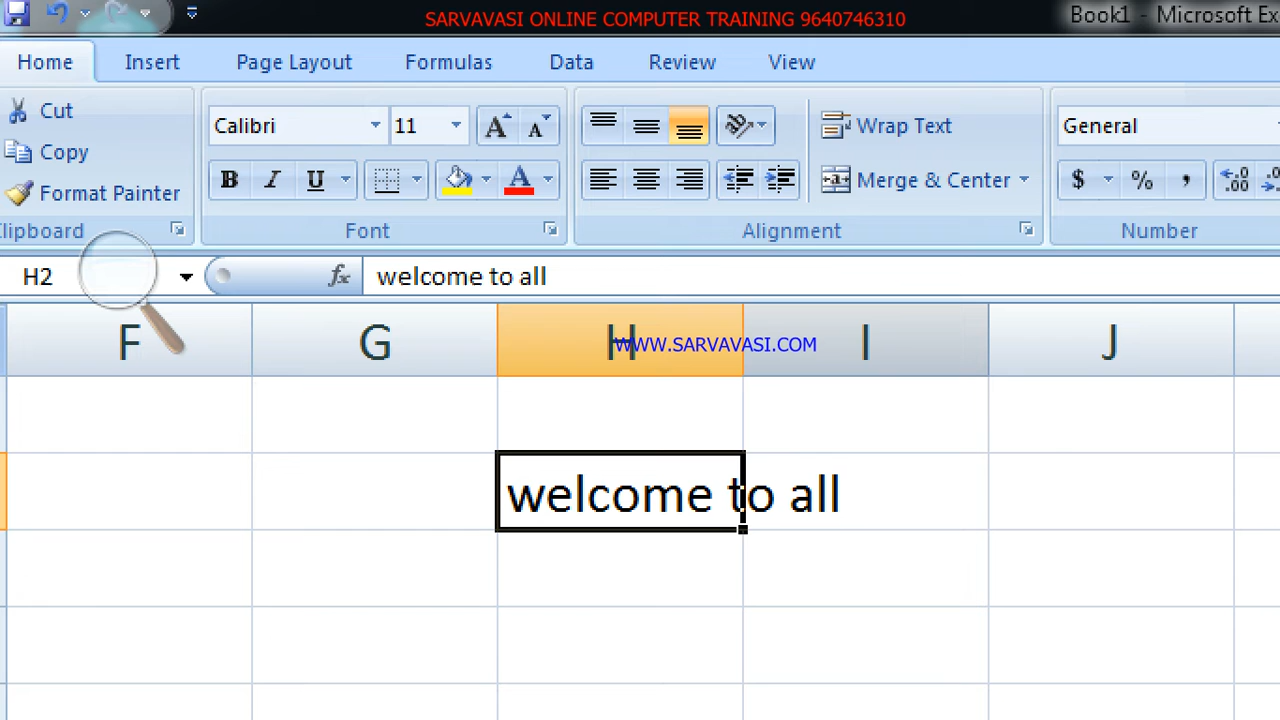 SARVAVASI ONLINE COMPUTER TRAINING 9640746310
Book1 - Microsoft Ex
Home Insert Page Layout Formulas Data Review View
Cut
Calibri 11 Wrap Text General
Copy
Format Painter B I U A Merge & Center $ % , .00
lipboard Font Alignment Number
H2 fx welcome to all
F G H I J
WWW.SARVAVASI.COM
welcome to all